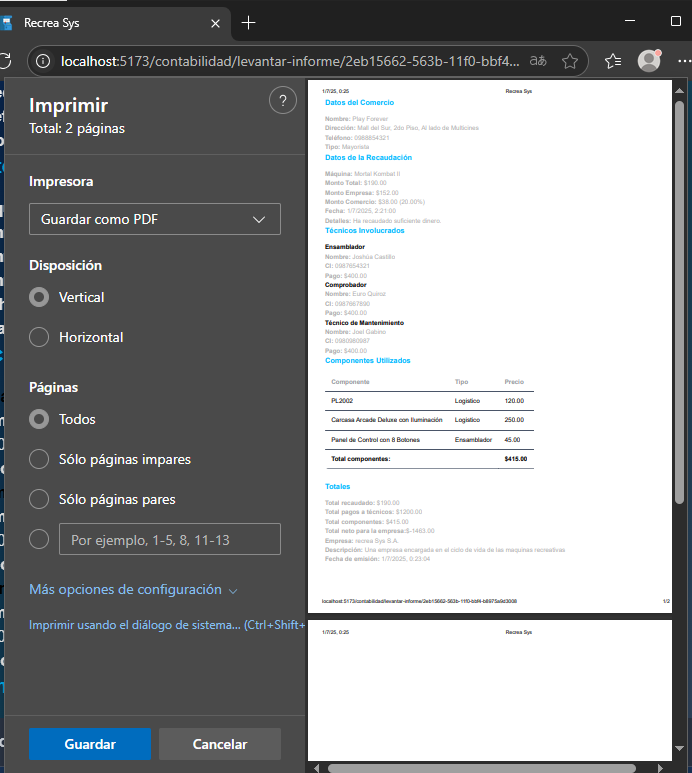 Recrea Sys
localhost:5173/contabilidad/levantar-informe/2eb15662-563b-11f0-bbf4...
Imprimir
?
Total: 2 páginas
Impresora
Guardar como PDF
Disposición
Vertical
Horizontal
Páginas
Todos
Sólo páginas impares
Sólo páginas pares
Por ejemplo, 1-5, 8, 11-13
Más opciones de configuración
Imprimir usando el diálogo de sistema... (Ctrl+Shift+
Guardar
Cancelar
1/7/25, 0:25 Recrea Sys
Datos del Comercio
Nombre: Play Forever
Dirección: Mall del Sur, 2do Piso, Al lado de Multicines
Teléfono: 0988854321
Tipo: Mayorista
Datos de la Recaudación
Máquina: Mortal Kombat II
Monto Total: $190.00
Monto Empresa: $152.00
Monto Comercio: $38.00 (20.00%)
Fecha: 1/7/2025, 2:21:00
Detalles: Ha recaudado suficiente dinero
Técnicos Involucrados
Ensamblador
Nombre: Joshúa Castillo
CI: 0987654321
Pago: $400.00
Comprobador
Nombre: Euro Quiroz
CI: 0987667890
Pago: $400.00
Técnico de Mantenimiento
Nombre: Joel Gabino
CI: 0980980987
Pago: $400.00
Componentes Utilizados
Componente Tipo Precio
PL2002 Logístico 120.00
Carcasa Arcade Deluxe con Iluminación Logístico 250.00
Panel de Control con 8 Botones Ensamblador 45.00
Total componentes: $415.00
Totales
Total recaudado: $190.00
Total pagos a técnicos: $1200.00
Total componentes: $415.00
Total neto para la empresa:$-1463.00
Empresa: recrea Sys S.A.
Descripción: Una empresa encargada en el ciclo de vida de las maquinas recreativas
Fecha de emisión: 1/7/2025, 0:23:04
localhost:5173/contabilidad/levantar-informe/2eb15662-563b-11f0-bbf4-b8975a9d3008 1/2
1/7/25, 0:25 Recrea Sys